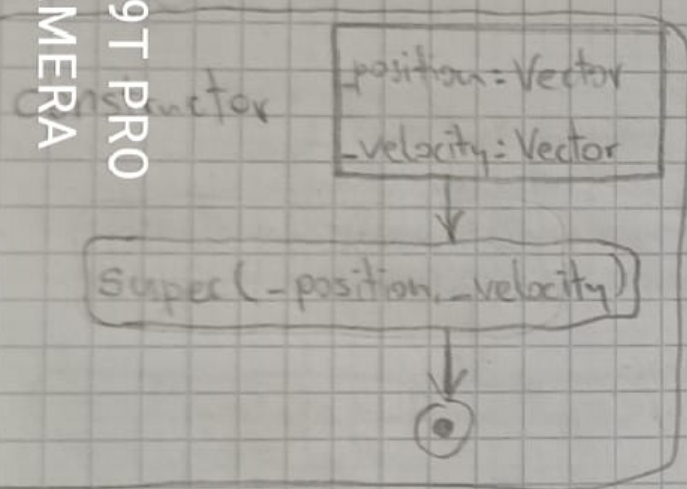 9T PRO
MERA
constructor
_position: Vector
_velocity: Vector
super(_position, _velocity)